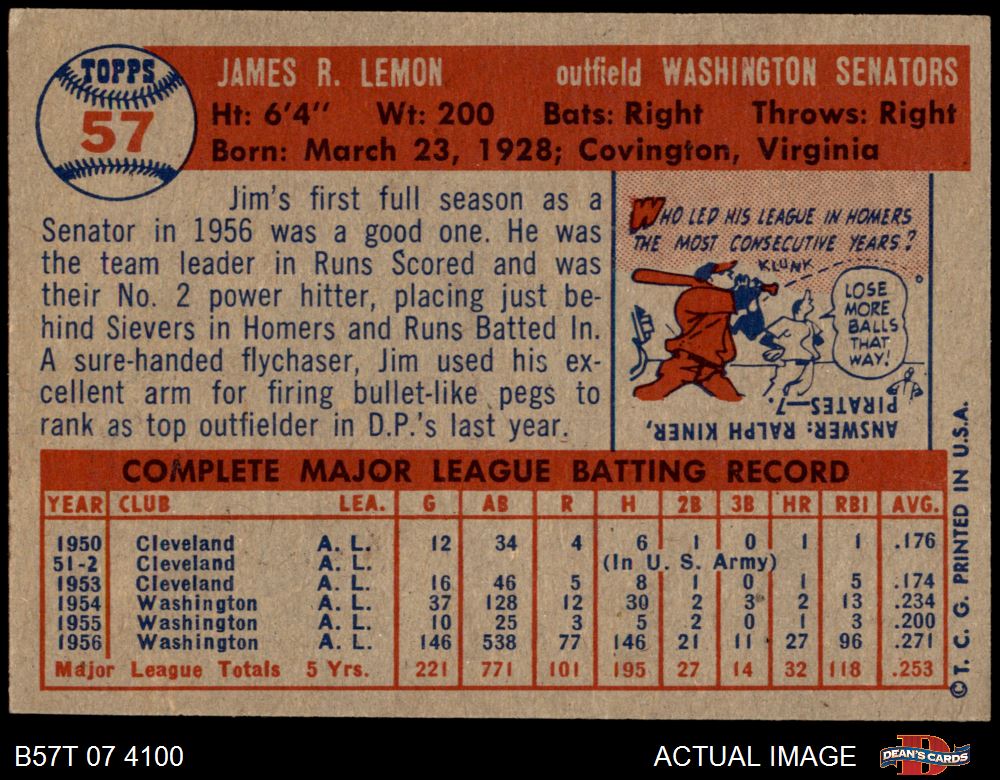 TOPPS
57
JAMES R. LEMON outfield WASHINGTON SENATORS
Ht: 6'4" Wt: 200 Bats: Right Throws: Right
Born: March 23, 1928; Covington, Virginia
Jim's first full season as a
Senator in 1956 was a good one. He was
the team leader in Runs Scored and was
their No. 2 power hitter, placing just be-
hind Sievers in Homers and Runs Batted In.
A sure-handed flychaser, Jim used his ex-
cellent arm for firing bullet-like pegs to
rank as top outfielder in D.P.'s last year.
WHO LED HIS LEAGUE IN HOMERS
THE MOST CONSECUTIVE YEARS?
KLUNK
LOSE
MORE
BALLS
THAT
WAY!
ANSWER: RALPH KINER,
PIRATES—7.
COMPLETE MAJOR LEAGUE BATTING RECORD
YEAR CLUB LEA. G AB R H 2B 3B HR RBI AVG.
1950 Cleveland A. L. 12 34 4 6 1 0 1 1 .176
51-2 Cleveland A. L. (In U. S. Army)
1953 Cleveland A. L. 16 46 5 8 1 0 1 5 .174
1954 Washington A. L. 37 128 12 30 2 3 2 13 .234
1955 Washington A. L. 10 25 3 5 2 0 1 3 .200
1956 Washington A. L. 146 538 77 146 21 11 27 96 .271
Major League Totals 5 Yrs. 221 771 101 195 27 14 32 118 .253
© T. C. G. PRINTED IN U.S.A.
B57T 07 4100
ACTUAL IMAGE
DEAN'S CARDS